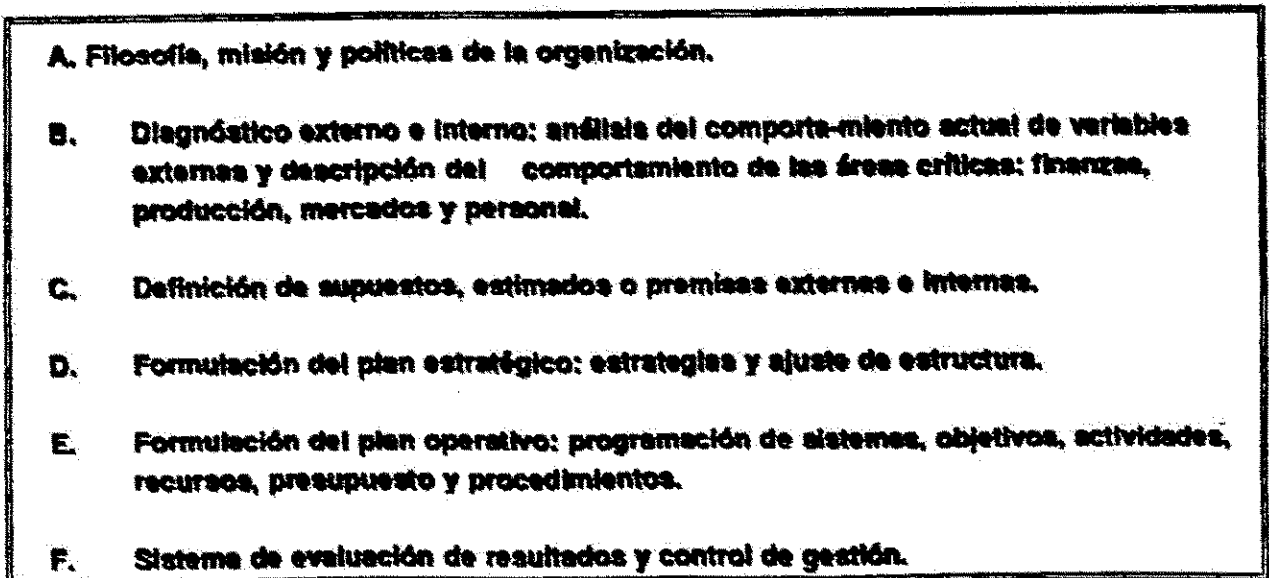 A. Filosofía, misión y políticas de la organización.
B. Diagnóstico externo e interno: análisis del comporta-miento actual de variables
externas y descripción del comportamiento de las áreas críticas: finanzas,
producción, mercados y personal.
C. Definición de supuestos, estimados o premisas externas e internas.
D. Formulación del plan estratégico: estrategias y ajuste de estructura.
E. Formulación del plan operativo: programación de sistemas, objetivos, actividades,
recursos, presupuesto y procedimientos.
F. Sistema de evaluación de resultados y control de gestión.